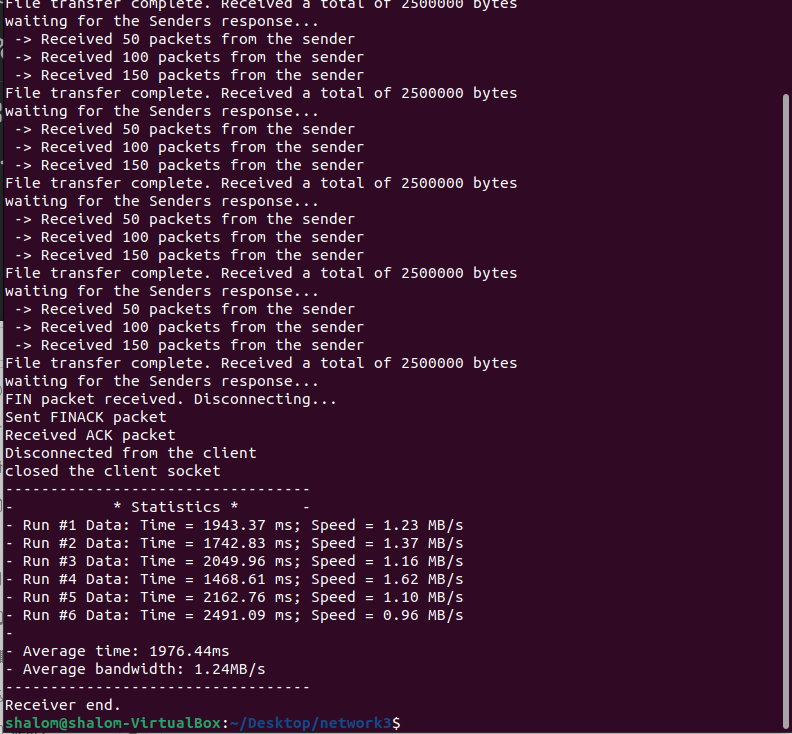 File transfer complete. Received a total of 2500000 bytes
waiting for the Senders response...
 -> Received 50 packets from the sender
 -> Received 100 packets from the sender
 -> Received 150 packets from the sender
File transfer complete. Received a total of 2500000 bytes
waiting for the Senders response...
 -> Received 50 packets from the sender
 -> Received 100 packets from the sender
 -> Received 150 packets from the sender
File transfer complete. Received a total of 2500000 bytes
waiting for the Senders response...
 -> Received 50 packets from the sender
 -> Received 100 packets from the sender
 -> Received 150 packets from the sender
File transfer complete. Received a total of 2500000 bytes
waiting for the Senders response...
 -> Received 50 packets from the sender
 -> Received 100 packets from the sender
 -> Received 150 packets from the sender
File transfer complete. Received a total of 2500000 bytes
waiting for the Senders response...
FIN packet received. Disconnecting...
Sent FINACK packet
Received ACK packet
Disconnected from the client
closed the client socket
----------------------------------
-           * Statistics *       -
- Run #1 Data: Time = 1943.37 ms; Speed = 1.23 MB/s
- Run #2 Data: Time = 1742.83 ms; Speed = 1.37 MB/s
- Run #3 Data: Time = 2049.96 ms; Speed = 1.16 MB/s
- Run #4 Data: Time = 1468.61 ms; Speed = 1.62 MB/s
- Run #5 Data: Time = 2162.76 ms; Speed = 1.10 MB/s
- Run #6 Data: Time = 2491.09 ms; Speed = 0.96 MB/s
-
- Average time: 1976.44ms
- Average bandwidth: 1.24MB/s
----------------------------------
Receiver end.
shalom@shalom-VirtualBox:~/Desktop/network3$